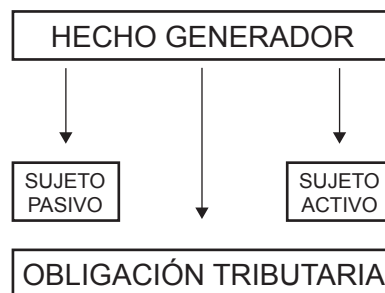 HECHO GENERADOR
SUJETO
PASIVO
SUJETO
ACTIVO
OBLIGACIÓN TRIBUTARIA